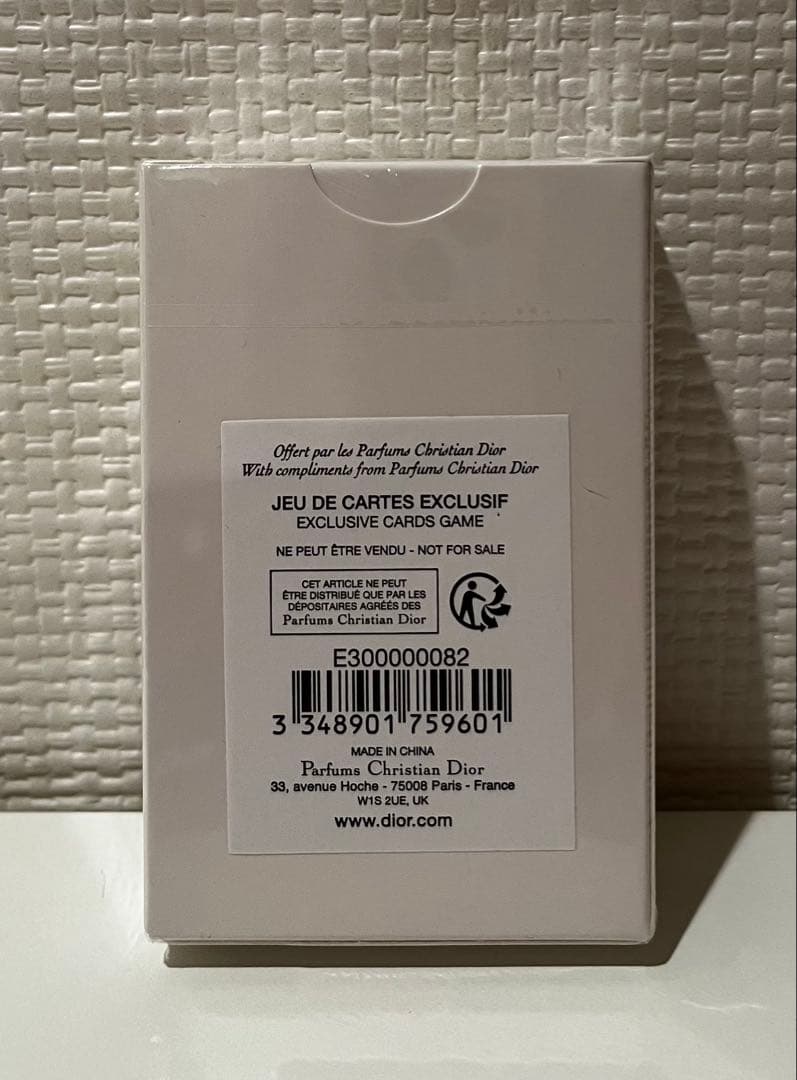 Offert par les Parfums Christian Dior
With compliments from Parfums Christian Dior
JEU DE CARTES EXCLUSIF
EXCLUSIVE CARDS GAME
NE PEUT ÊTRE VENDU - NOT FOR SALE
CET ARTICLE NE PEUT
ÊTRE DISTRIBUÉ QUE PAR LES
DÉPOSITAIRES AGRÉÉS DES
Parfums Christian Dior
E300000082
3 348901 759601
MADE IN CHINA
Parfums Christian Dior
33, avenue Hoche - 75008 Paris - France
W1S 2UE, UK
www.dior.com